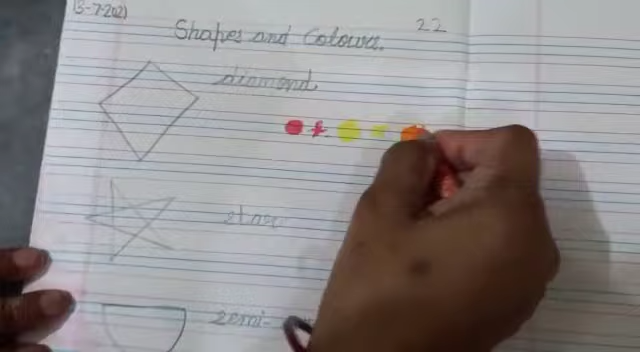 13-7-2021
22
Shapes and Colours.
diamond
+ =
star
semi-